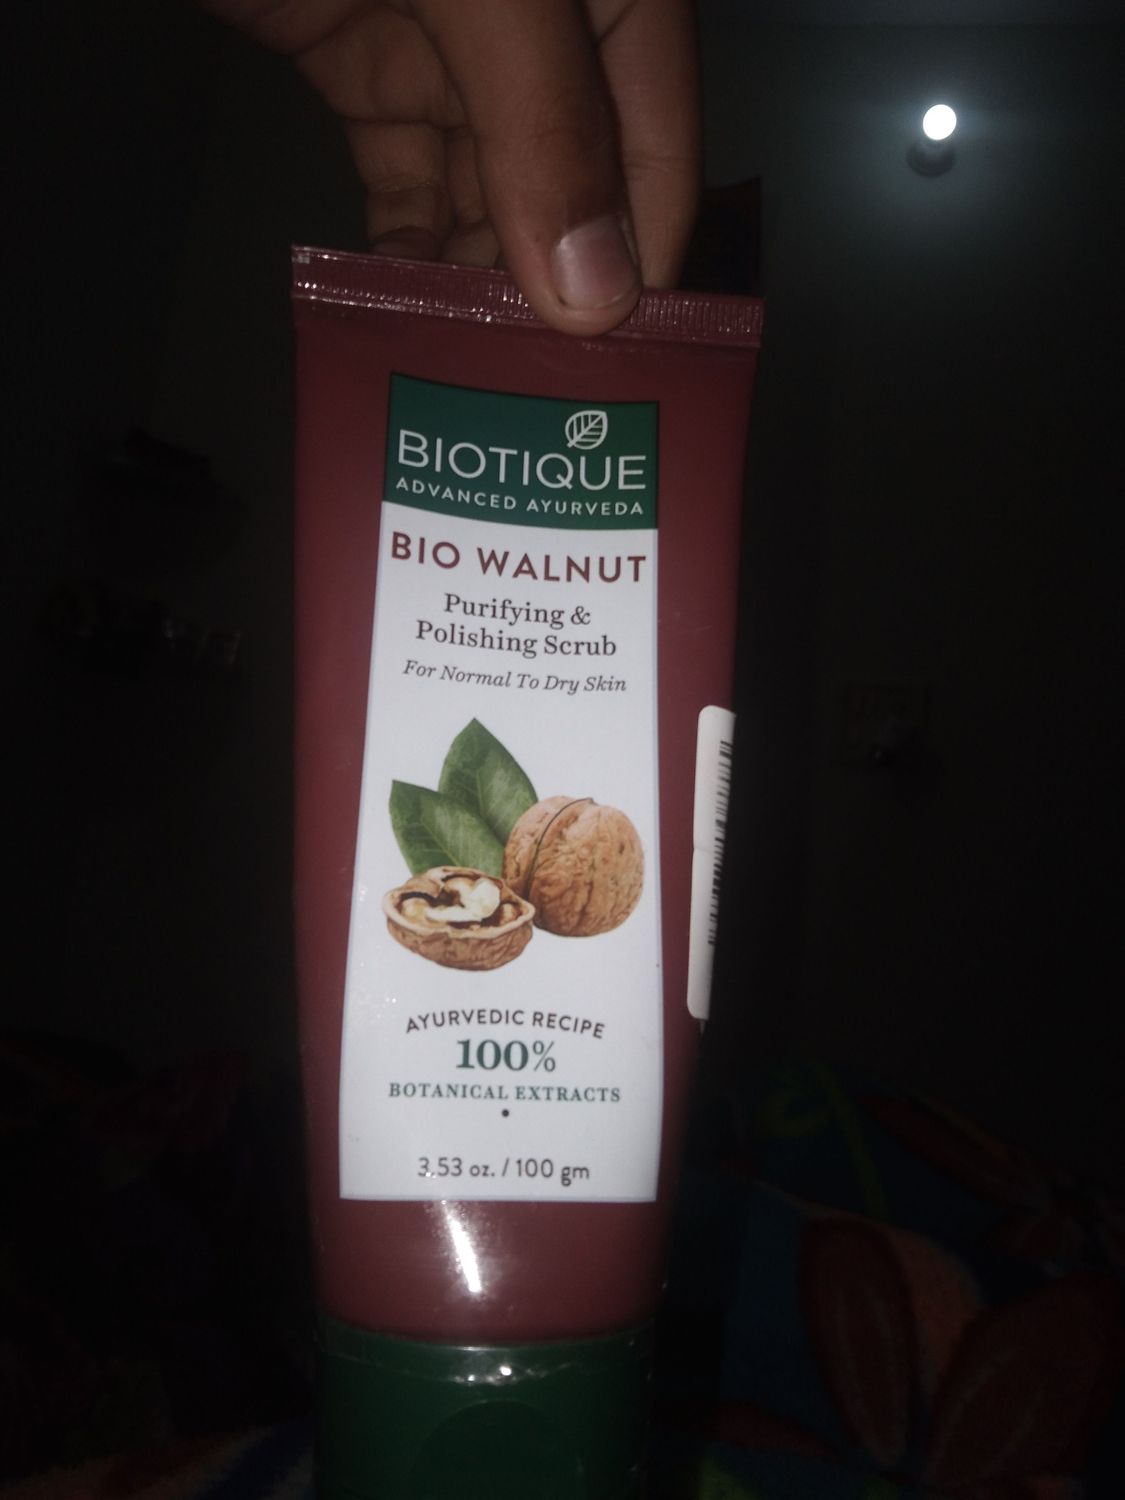 BIOTIQUE
ADVANCED AYURVEDA
BIO WALNUT
Purifying &
Polishing Scrub
For Normal To Dry Skin
AYURVEDIC RECIPE
100%
BOTANICAL EXTRACTS
3.53 oz. / 100 gm